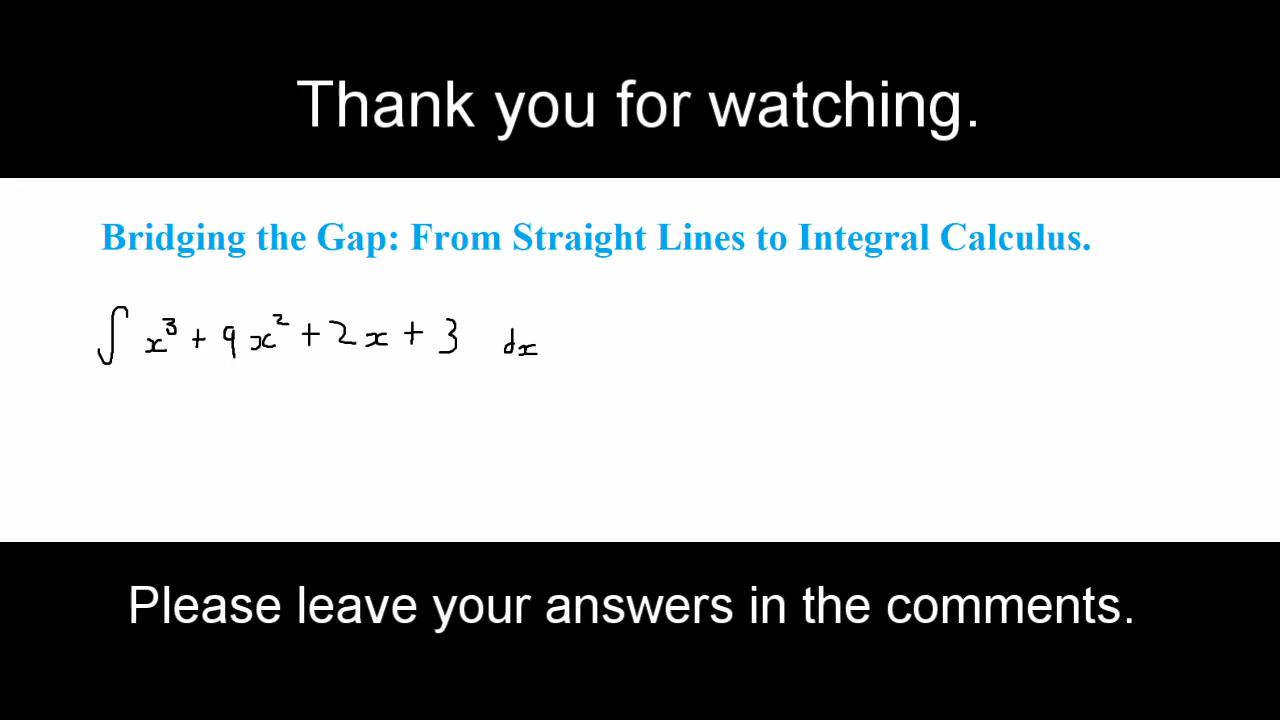 Thank you for watching.
Bridging the Gap: From Straight Lines to Integral Calculus.
∫ x³ + 9x² + 2x + 3 dx
Please leave your answers in the comments.